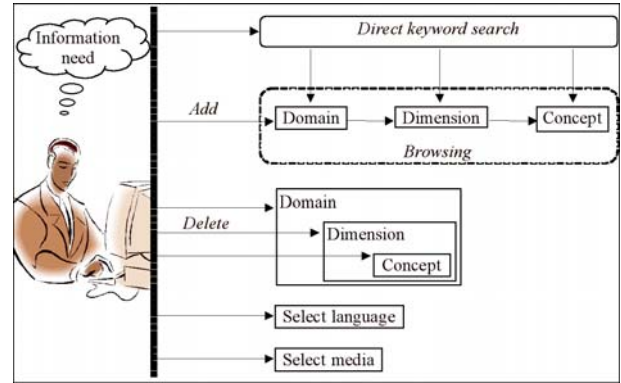 Information
need
Direct keyword search
Add
Domain
Dimension
Concept
Browsing
Delete
Domain
Dimension
Concept
Select language
Select media